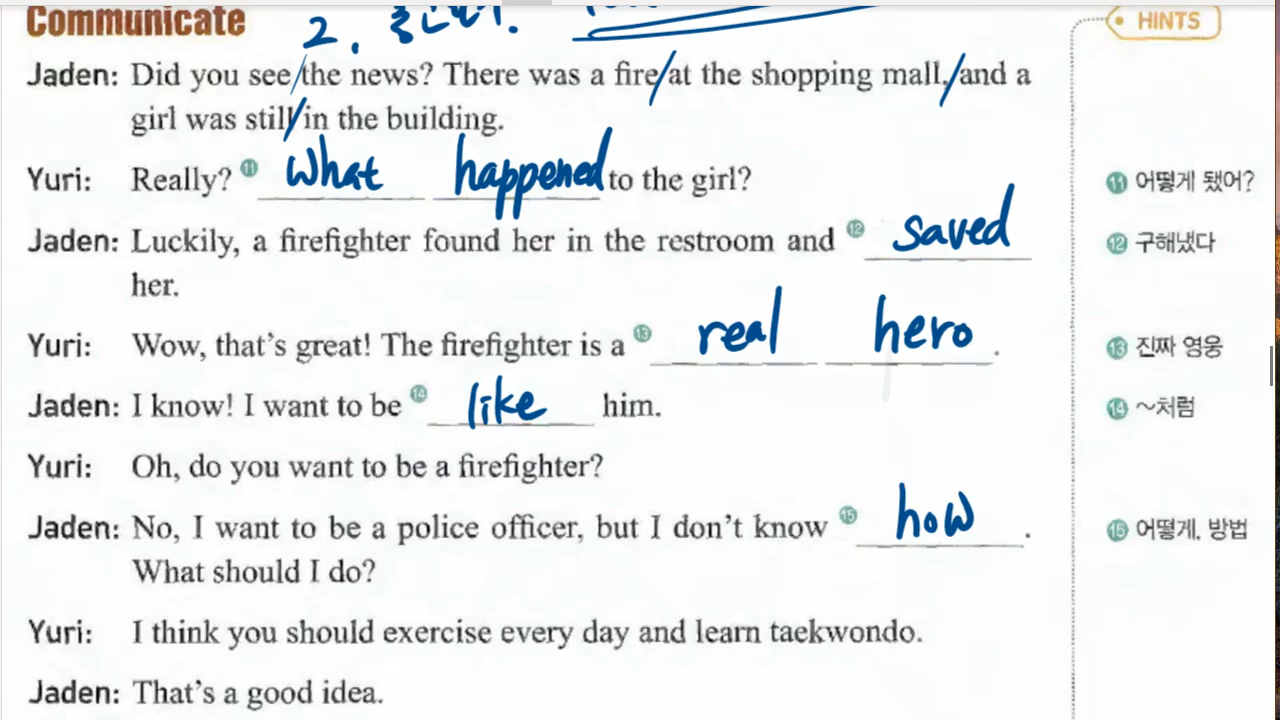 Communicate
2.
HINTS
Jaden: Did you see/the news? There was a fire/at the shopping mall,/and a
girl was still/in the building.
Yuri: Really? ⑪ what happened to the girl?
⑪ 어떻게 됐어?
Jaden: Luckily, a firefighter found her in the restroom and ⑫ saved
her.
⑫ 구해냈다
Yuri: Wow, that's great! The firefighter is a ⑬ real hero.
⑬ 진짜 영웅
Jaden: I know! I want to be ⑭ like him.
⑭ ~처럼
Yuri: Oh, do you want to be a firefighter?
Jaden: No, I want to be a police officer, but I don't know ⑮ how.
What should I do?
⑮ 어떻게, 방법
Yuri: I think you should exercise every day and learn taekwondo.
Jaden: That's a good idea.